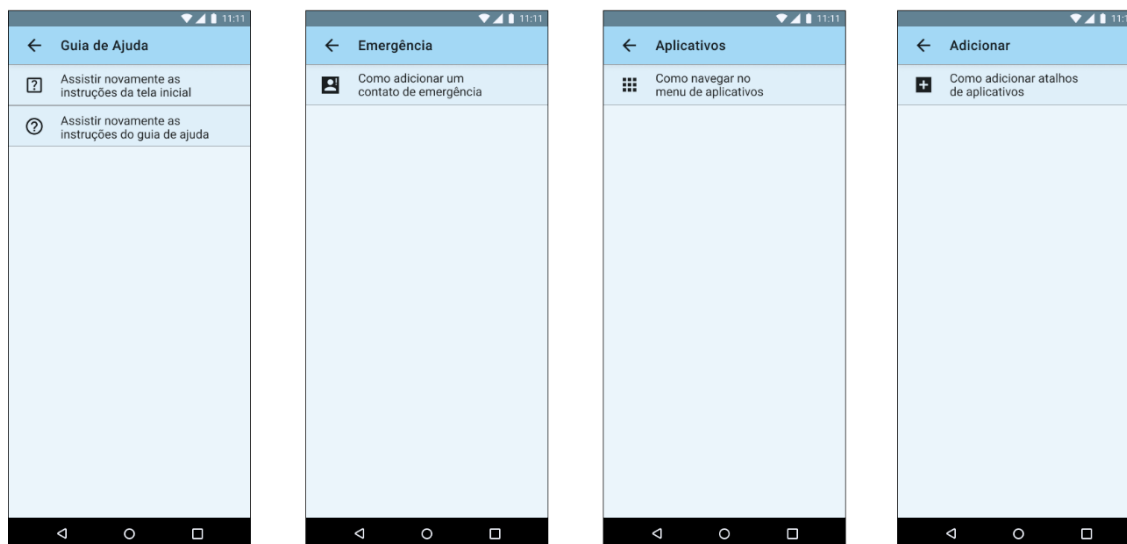 11:11
Guia de Ajuda
Assistir novamente as
instruções da tela inicial
Assistir novamente as
instruções do guia de ajuda
11:11
Emergência
Como adicionar um
contato de emergência
11:11
Aplicativos
Como navegar no
menu de aplicativos
Adicionar
Como adicionar atalhos
de aplicativos